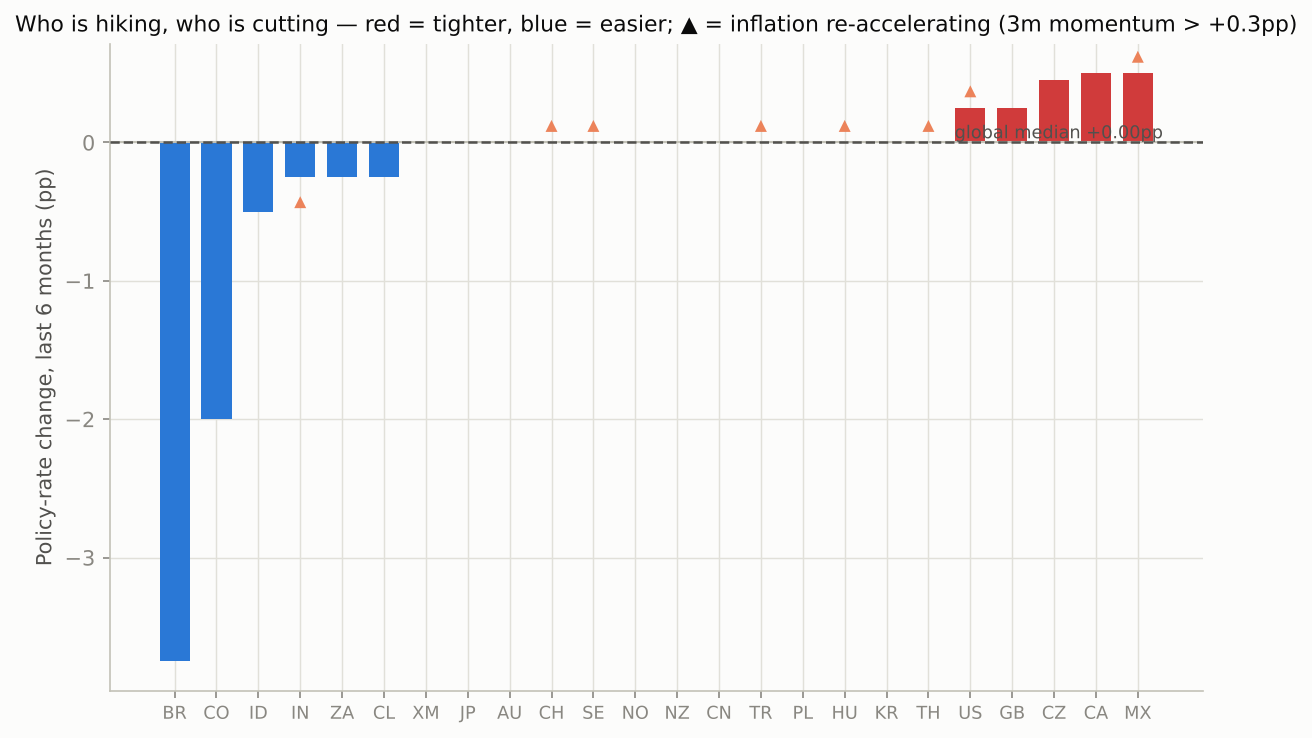 Who is hiking, who is cutting — red = tighter, blue = easier; ▲ = inflation re-accelerating (3m momentum > +0.3pp)
global median +0.00pp
Policy-rate change, last 6 months (pp)
0
−1
−2
−3
BR CO ID IN ZA CL XM JP AU CH SE NO NZ CN TR PL HU KR TH US GB CZ CA MX